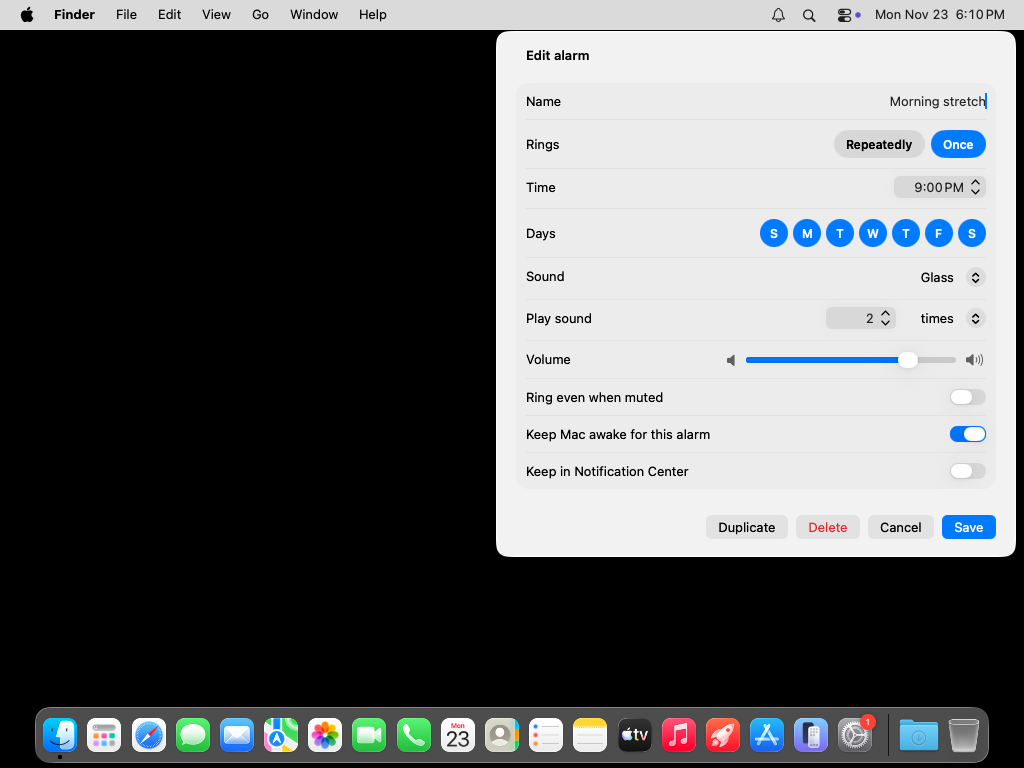 Finder File Edit View Go Window Help Mon Nov 23 6:10 PM
Edit alarm
Name Morning stretch
Rings Repeatedly Once
Time 9:00 PM
Days S M T W T F S
Sound Glass
Play sound 2 times
Volume
Ring even when muted
Keep Mac awake for this alarm
Keep in Notification Center
Duplicate Delete Cancel Save
Mon
23
tv
1